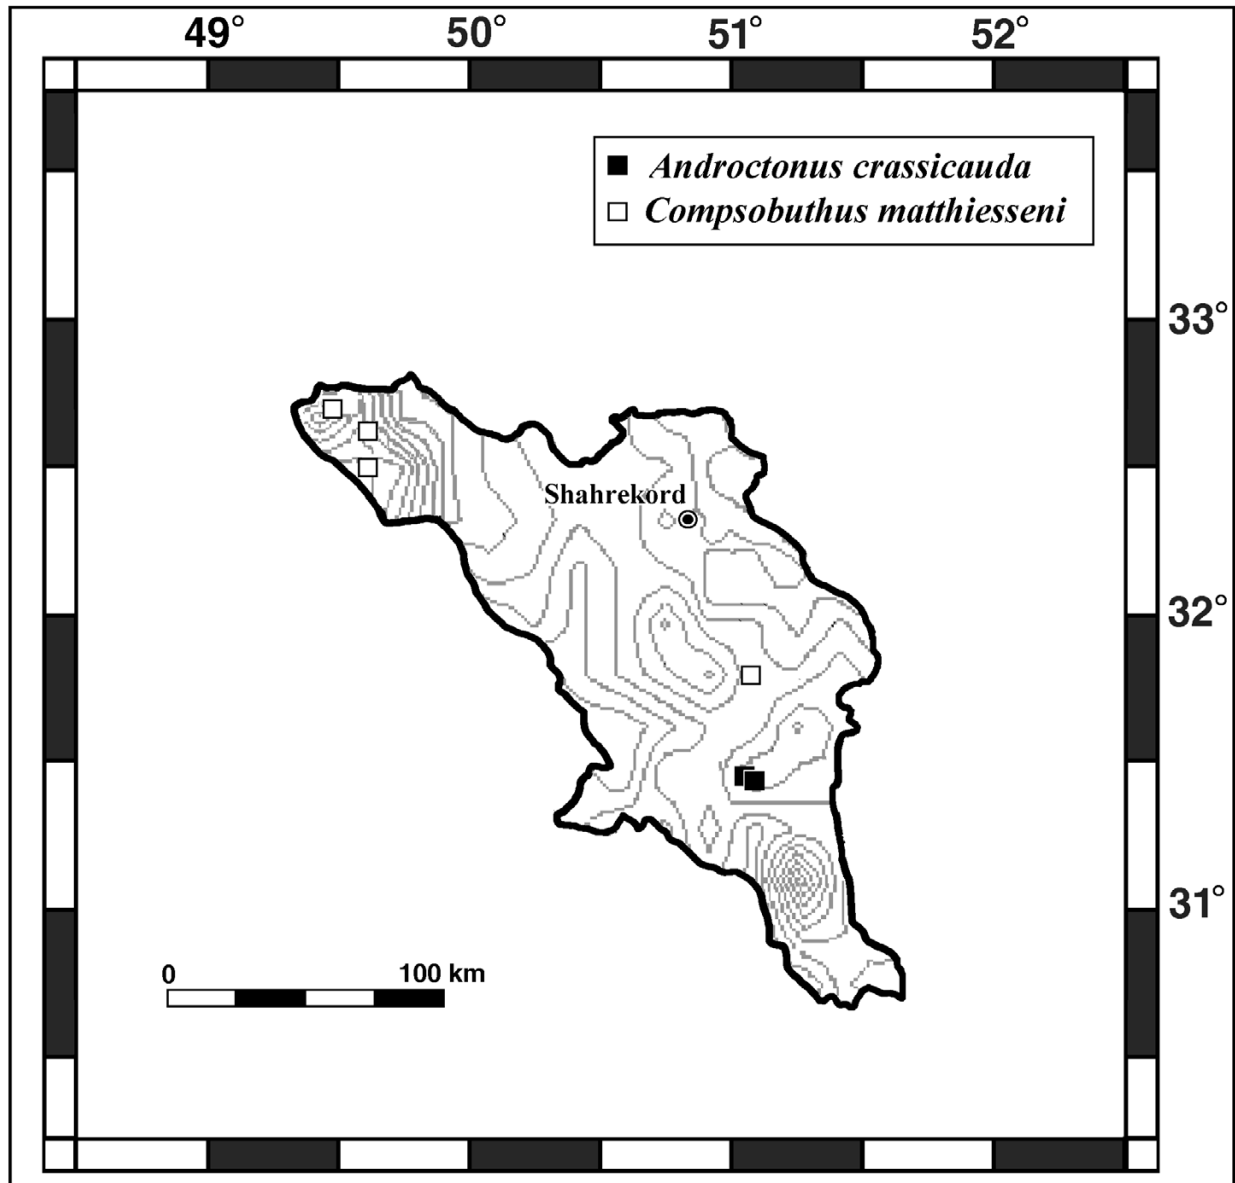 49° 50° 51° 52°
Androctonus crassicauda
Compsobuthus matthiesseni
33°
Shahrekord
32°
31°
0 100 km